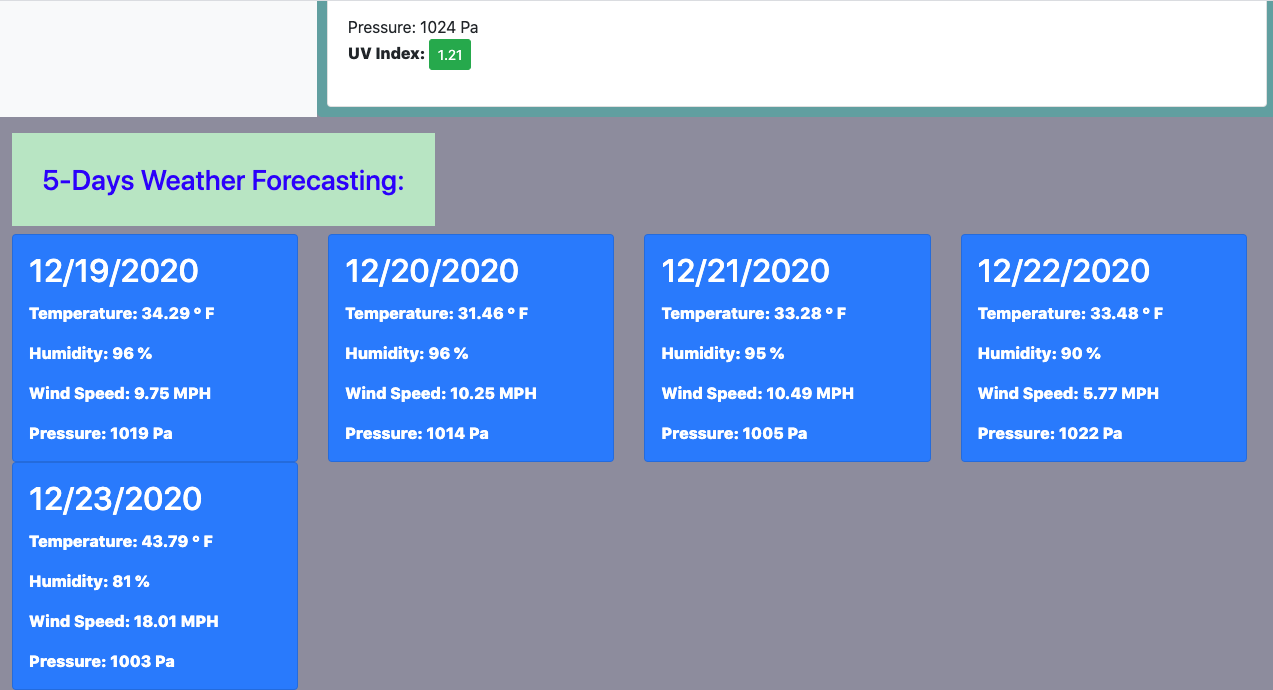 Pressure: 1024 Pa
UV Index: 1.21
5-Days Weather Forecasting:
12/19/2020
Temperature: 34.29 ° F
Humidity: 96 %
Wind Speed: 9.75 MPH
Pressure: 1019 Pa
12/20/2020
Temperature: 31.46 ° F
Humidity: 96 %
Wind Speed: 10.25 MPH
Pressure: 1014 Pa
12/21/2020
Temperature: 33.28 ° F
Humidity: 95 %
Wind Speed: 10.49 MPH
Pressure: 1005 Pa
12/22/2020
Temperature: 33.48 ° F
Humidity: 90 %
Wind Speed: 5.77 MPH
Pressure: 1022 Pa
12/23/2020
Temperature: 43.79 ° F
Humidity: 81 %
Wind Speed: 18.01 MPH
Pressure: 1003 Pa